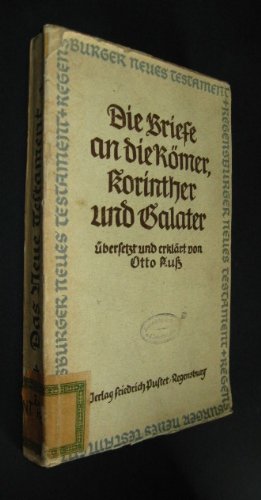 REGENSBURGER NEUES TESTAMENT + REGENSBURGER NEUES TESTAMENT
Die Briefe
an die Römer,
Korinther
und Galater
übersetzt und erklärt von
Otto Kuß
Verlag Friedrich Pustet · Regensburg
Das Neue Testament